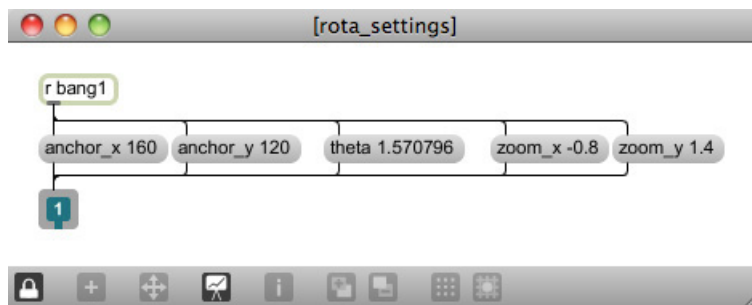 [rota_settings]
r bang1
anchor_x 160 anchor_y 120 theta 1.570796 zoom_x -0.8 zoom_y 1.4
1